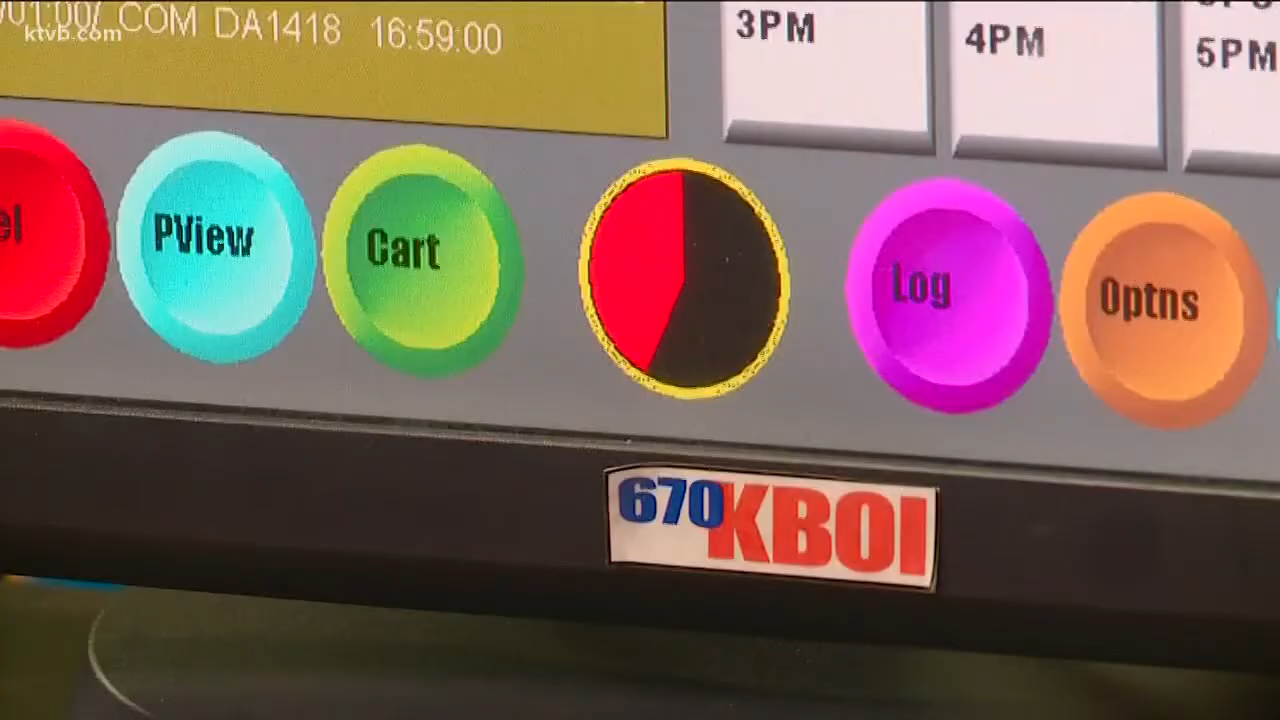 ktvb.com
COM DA1418 16:59:00
3PM
4PM
5PM
PView
Cart
Log
Optns
670 KBOI